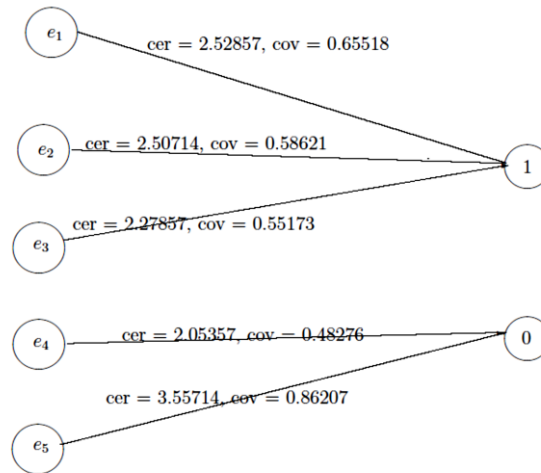 e₁
cer = 2.52857, cov = 0.65518
e₂
cer = 2.50714, cov = 0.58621
1
cer = 2.27857, cov = 0.55173
e₃
e₄
cer = 2.05357, cov = 0.48276
0
cer = 3.55714, cov = 0.86207
e₅